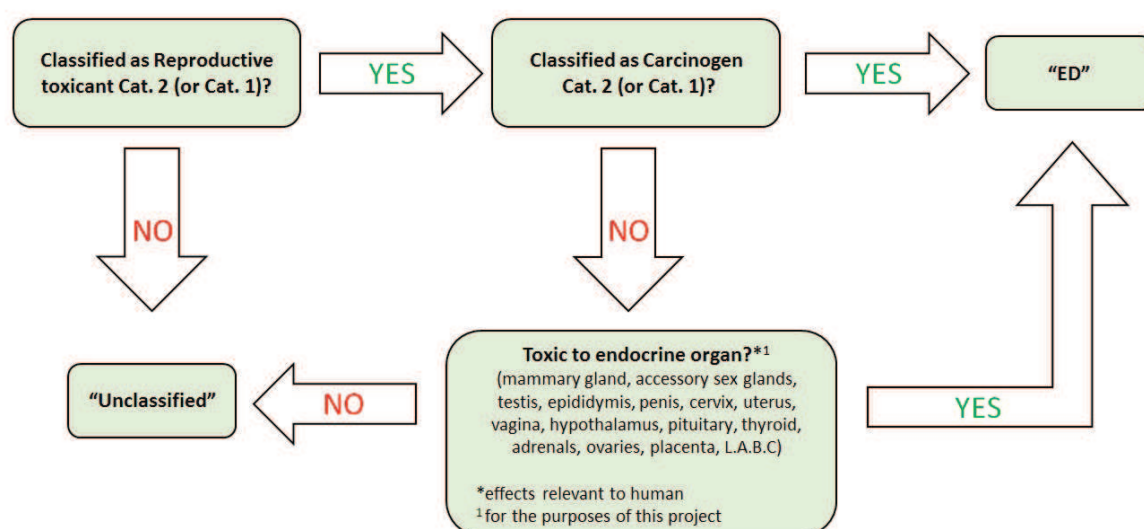 Classified as Reproductive
toxicant Cat. 2 (or Cat. 1)?
YES
Classified as Carcinogen
Cat. 2 (or Cat. 1)?
YES
“ED”
NO
NO
“Unclassified”
NO
Toxic to endocrine organ?*1
(mammary gland, accessory sex glands,
testis, epididymis, penis, cervix, uterus,
vagina, hypothalamus, pituitary, thyroid,
adrenals, ovaries, placenta, L.A.B.C)
*effects relevant to human
1 for the purposes of this project
YES